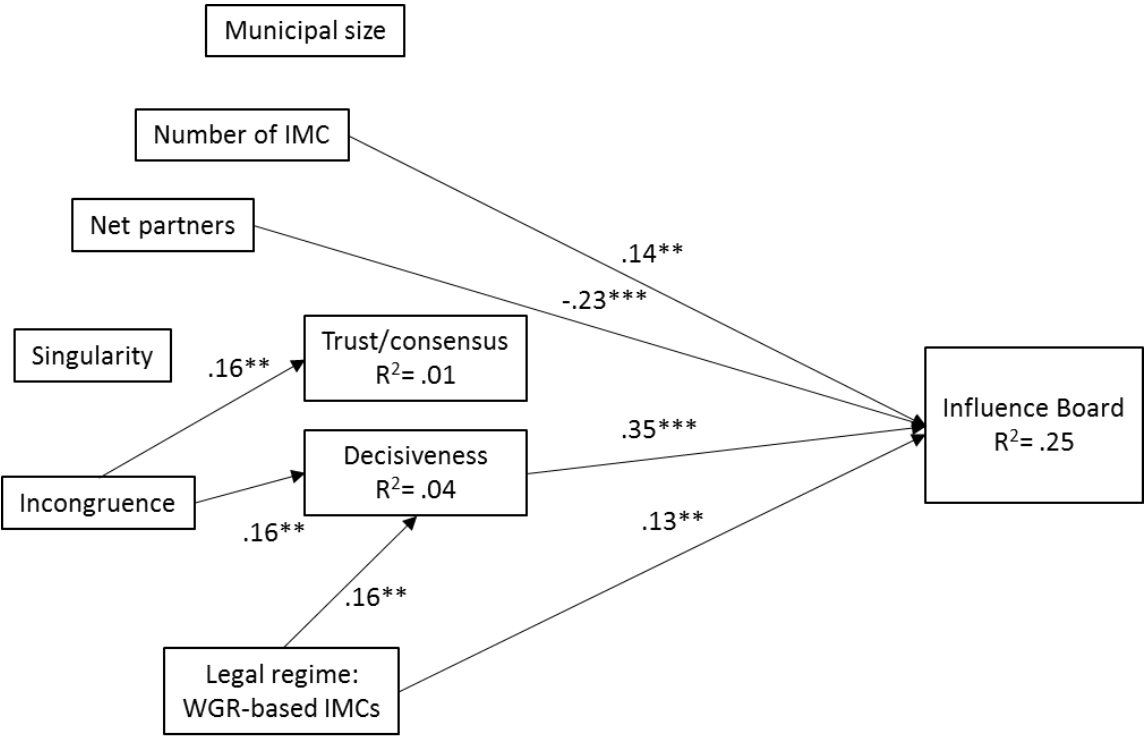 Municipal size
Number of IMC
Net partners
.14**
-.23***
Singularity
.16**
Trust/consensus
R²= .01
Influence Board
R²= .25
.35***
Decisiveness
R²= .04
Incongruence
.16**
.13**
.16**
Legal regime:
WGR-based IMCs